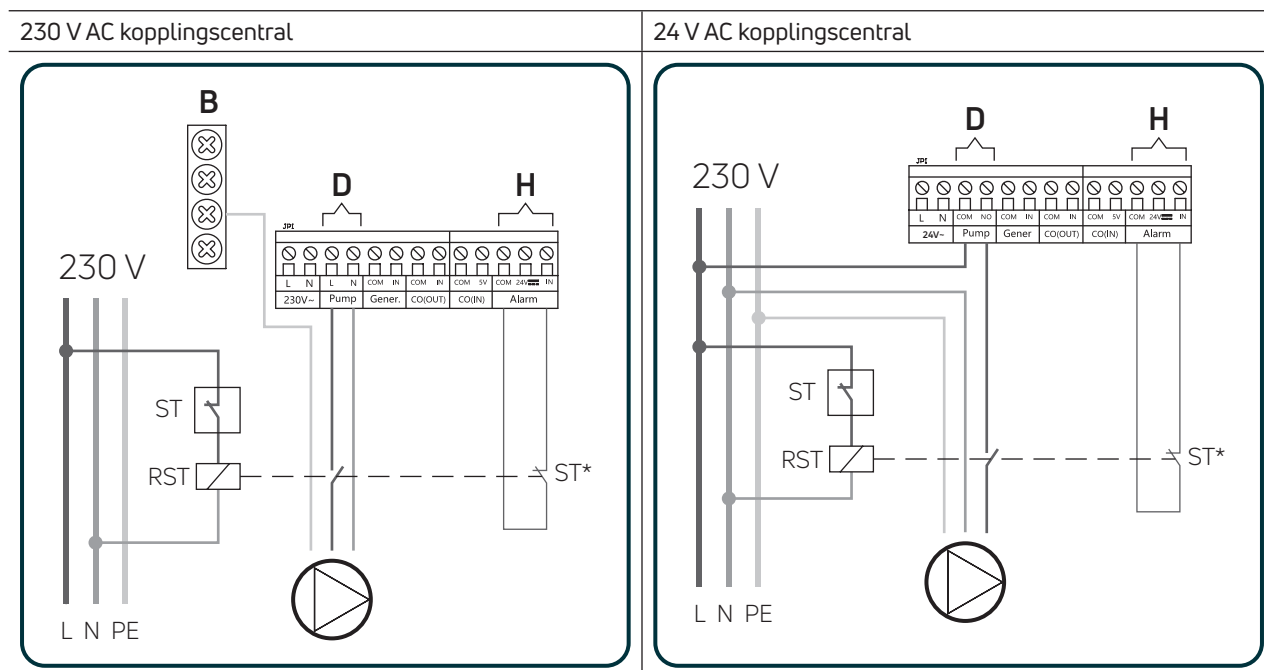 230 V AC kopplingscentral
B
D
H
JP1
L N L N COM IN COM IN COM 5V COM 24V IN
230V~ Pump Gener. CO(OUT) CO(IN) Alarm
230 V
ST
RST
ST*
L N PE
24 V AC kopplingscentral
D
H
JP1
L N COM NO COM IN COM IN COM 5V COM 24V IN
24V~ Pump Gener CO(OUT) CO(IN) Alarm
230 V
ST
RST
ST*
L N PE